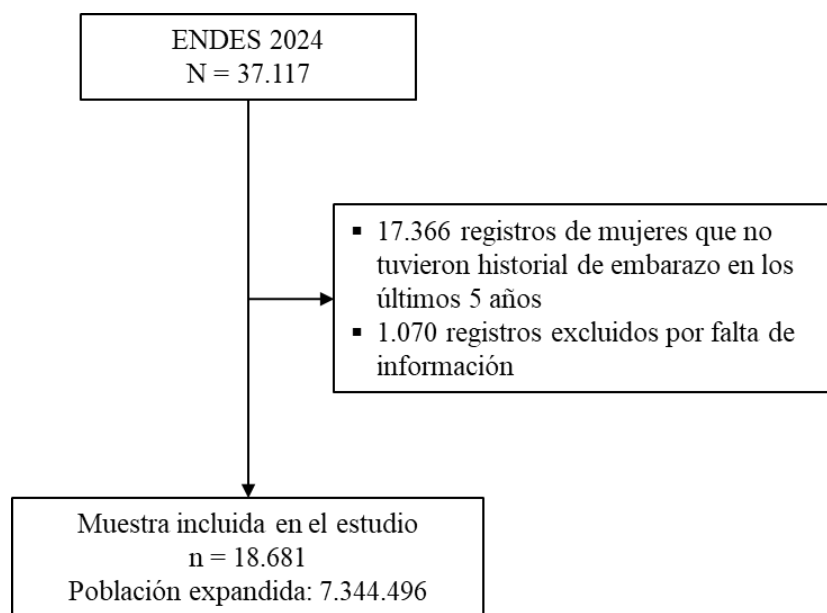 ENDES 2024
N = 37.117
▪ 17.366 registros de mujeres que no
tuvieron historial de embarazo en los
últimos 5 años
▪ 1.070 registros excluidos por falta de
información
Muestra incluida en el estudio
n = 18.681
Población expandida: 7.344.496